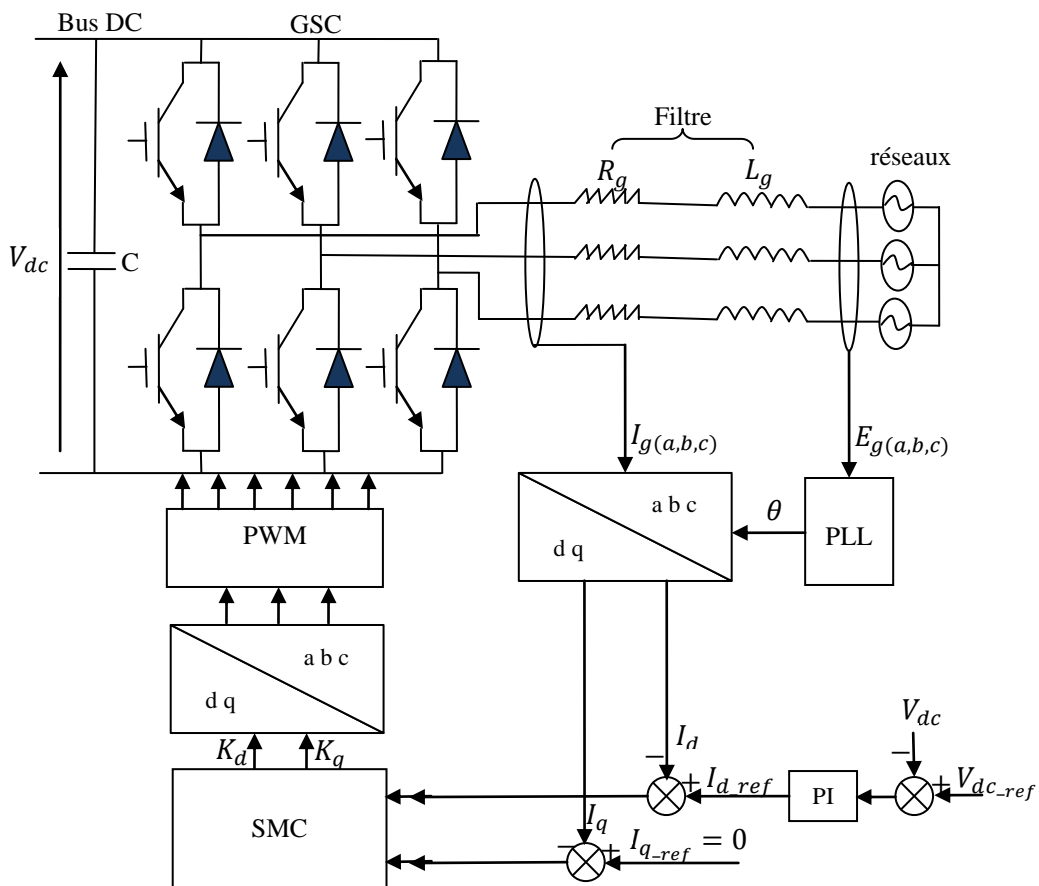 Bus DC
GSC
Filtre
réseaux
R_g
L_g
V_dc
C
I_g(a,b,c)
E_g(a,b,c)
a b c
d q
θ
PLL
PWM
a b c
d q
K_d
K_q
V_dc
I_d
−
−
+
I_d_ref
PI
+
V_dc_ref
SMC
I_q
−
+
I_q_ref = 0